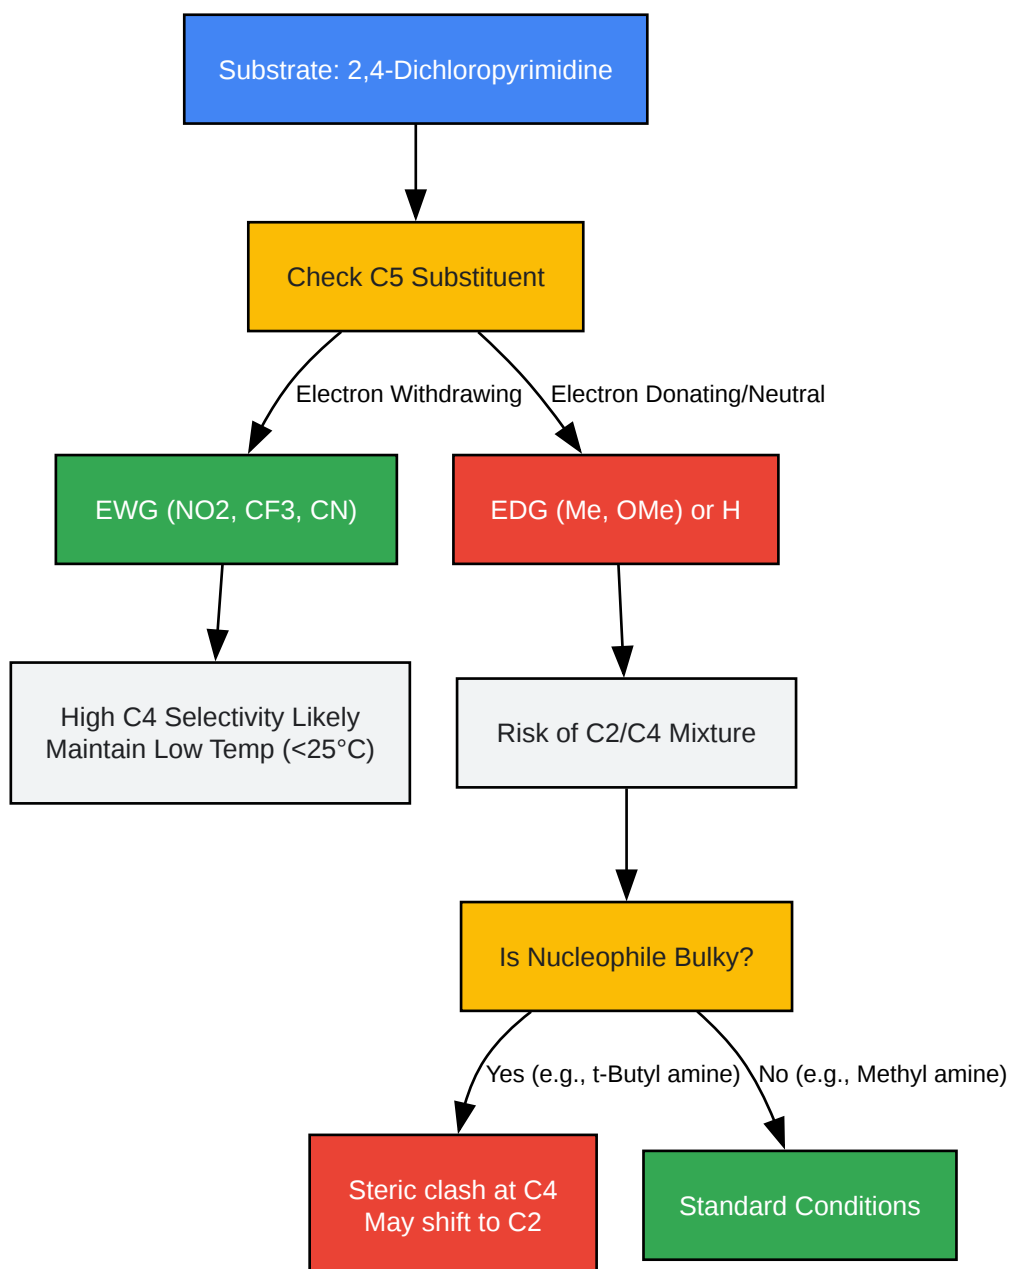 Substrate: 2,4-Dichloropyrimidine
Check C5 Substituent
Electron Withdrawing
Electron Donating/Neutral
EWG (NO2, CF3, CN)
EDG (Me, OMe) or H
High C4 Selectivity Likely
Maintain Low Temp (<25°C)
Risk of C2/C4 Mixture
Is Nucleophile Bulky?
Yes (e.g., t-Butyl amine)
No (e.g., Methyl amine)
Steric clash at C4
May shift to C2
Standard Conditions